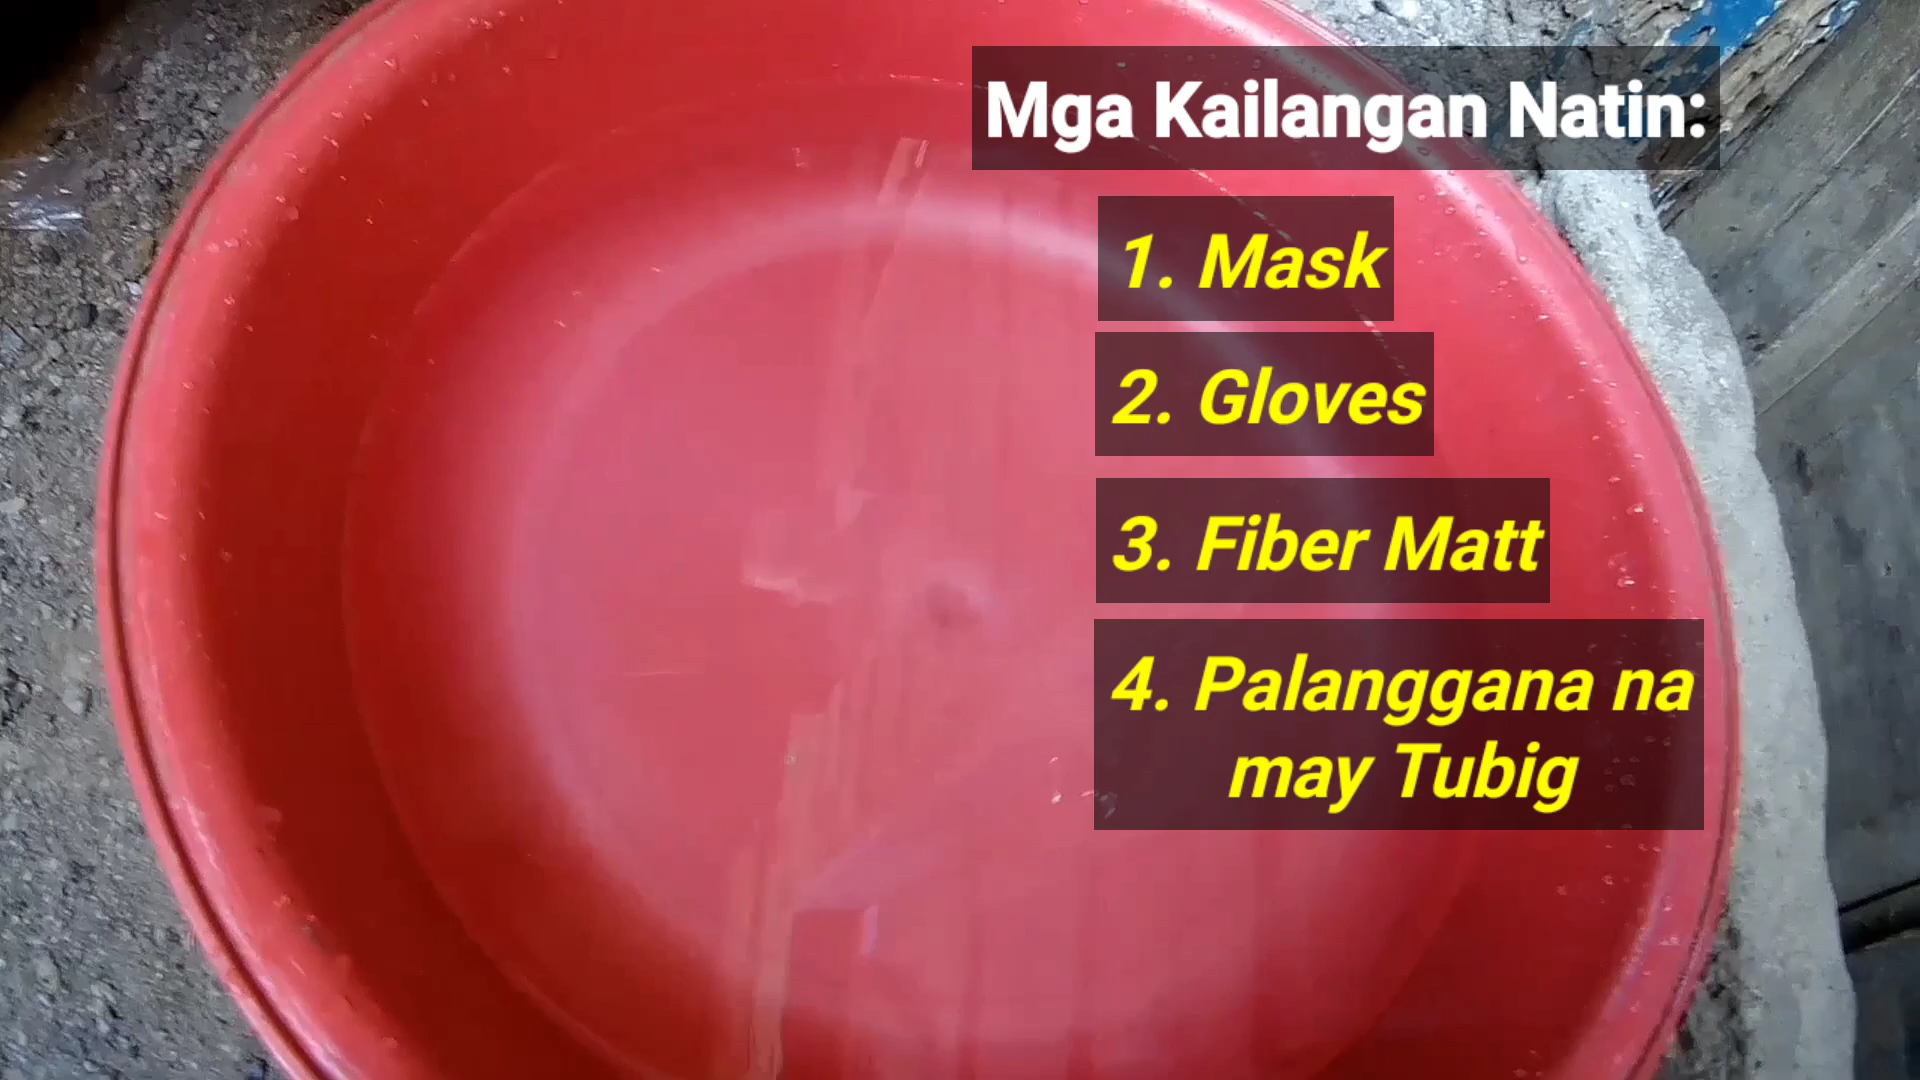 Mga Kailangan Natin:
1. Mask
2. Gloves
3. Fiber Matt
4. Palanggana na
may Tubig